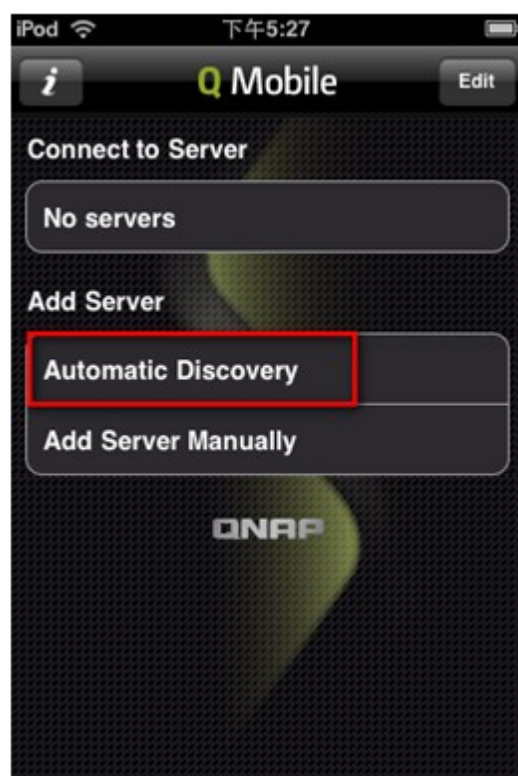 iPod 下午5:27
i Q Mobile Edit
Connect to Server
No servers
Add Server
Automatic Discovery
Add Server Manually
QNAP